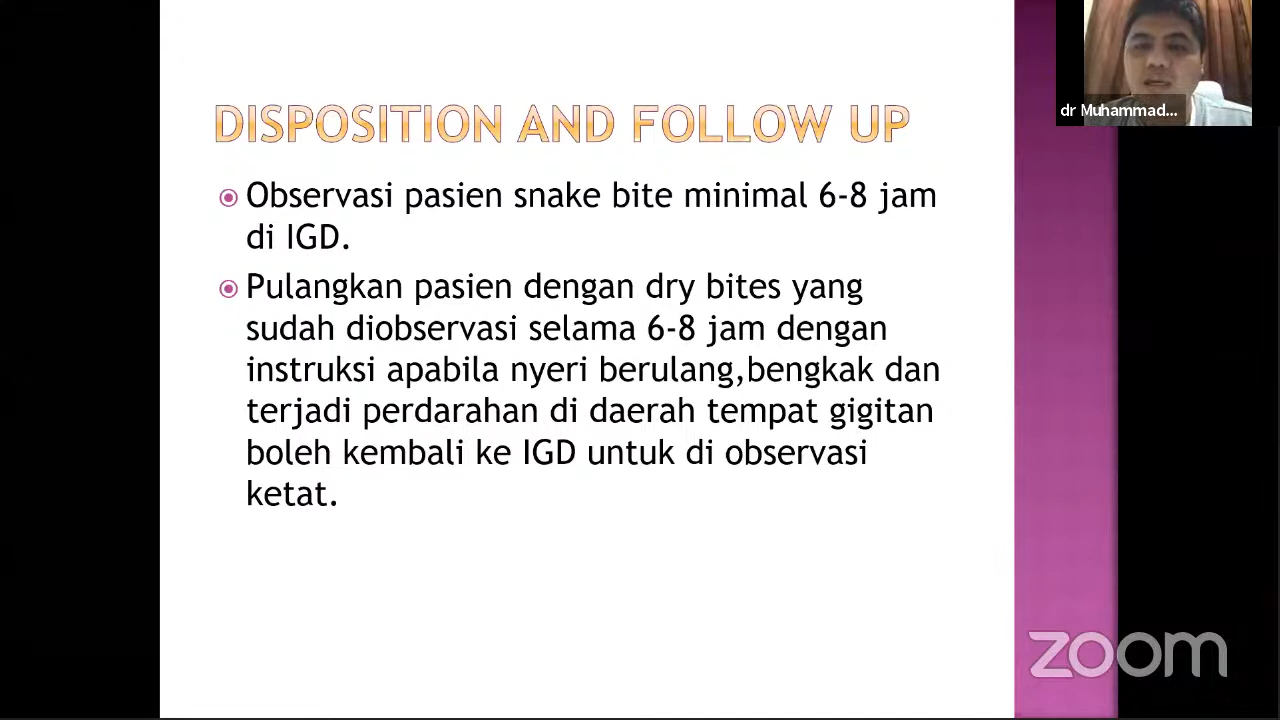 DISPOSITION AND FOLLOW UP
Observasi pasien snake bite minimal 6-8 jam
di IGD.
Pulangkan pasien dengan dry bites yang
sudah diobservasi selama 6-8 jam dengan
instruksi apabila nyeri berulang,bengkak dan
terjadi perdarahan di daerah tempat gigitan
boleh kembali ke IGD untuk di observasi
ketat.
dr Muhammad...
zoom